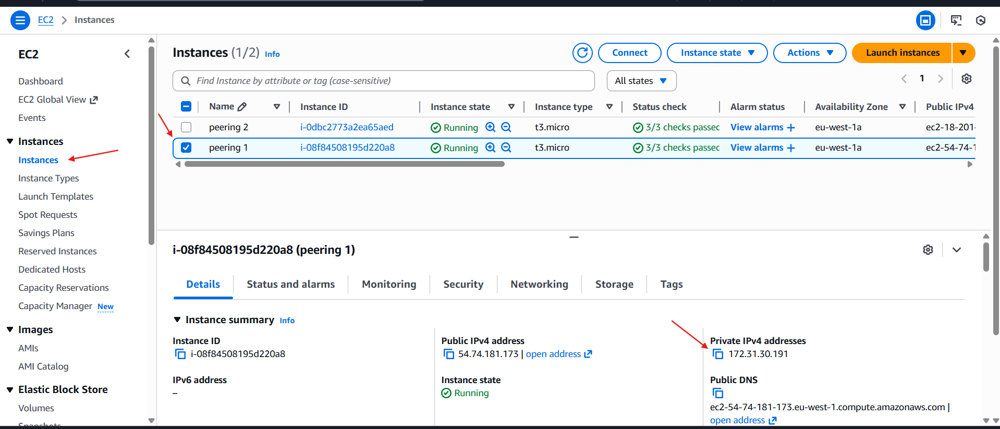 EC2 > Instances
EC2
Dashboard
EC2 Global View
Events
Instances
Instances
Instance Types
Launch Templates
Spot Requests
Savings Plans
Reserved Instances
Dedicated Hosts
Capacity Reservations
Capacity Manager New
Images
AMIs
AMI Catalog
Elastic Block Store
Volumes
Snapshots
Instances (1/2) Info
Connect Instance state Actions Launch instances
Find Instance by attribute or tag (case-sensitive) All states 1
Name Instance ID Instance state Instance type Status check Alarm status Availability Zone Public IPv4
peering 2 i-0dbc2773a2ea65aed Running t3.micro 3/3 checks passed View alarms + eu-west-1a ec2-18-201-
peering 1 i-08f84508195d220a8 Running t3.micro 3/3 checks passed View alarms + eu-west-1a ec2-54-74-1
i-08f84508195d220a8 (peering 1)
Details Status and alarms Monitoring Security Networking Storage Tags
Instance summary Info
Instance ID
i-08f84508195d220a8
IPv6 address
–
Public IPv4 address
54.74.181.173 | open address
Instance state
Running
Private IPv4 addresses
172.31.30.191
Public DNS
ec2-54-74-181-173.eu-west-1.compute.amazonaws.com |
open address